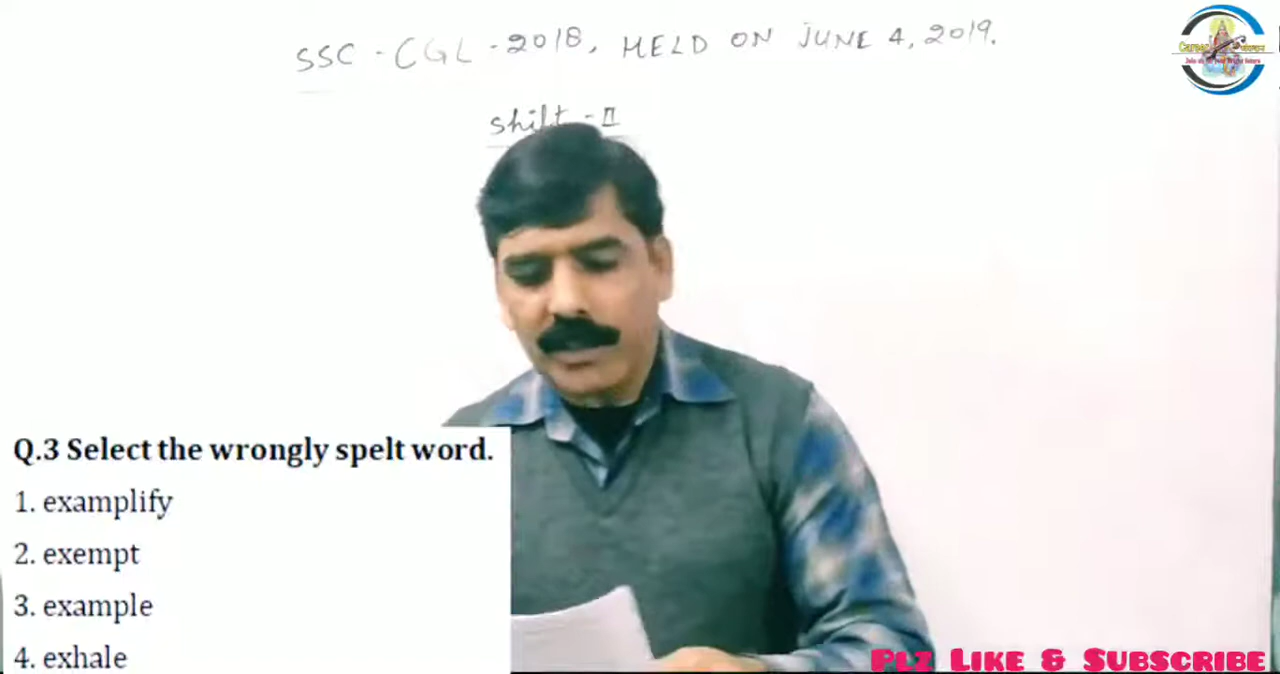 SSC - CGL - 2018, HELD ON JUNE 4, 2019.
Shift - II
Q.3 Select the wrongly spelt word.
1. examplify
2. exempt
3. example
4. exhale
PLZ LIKE & SUBSCRIBE